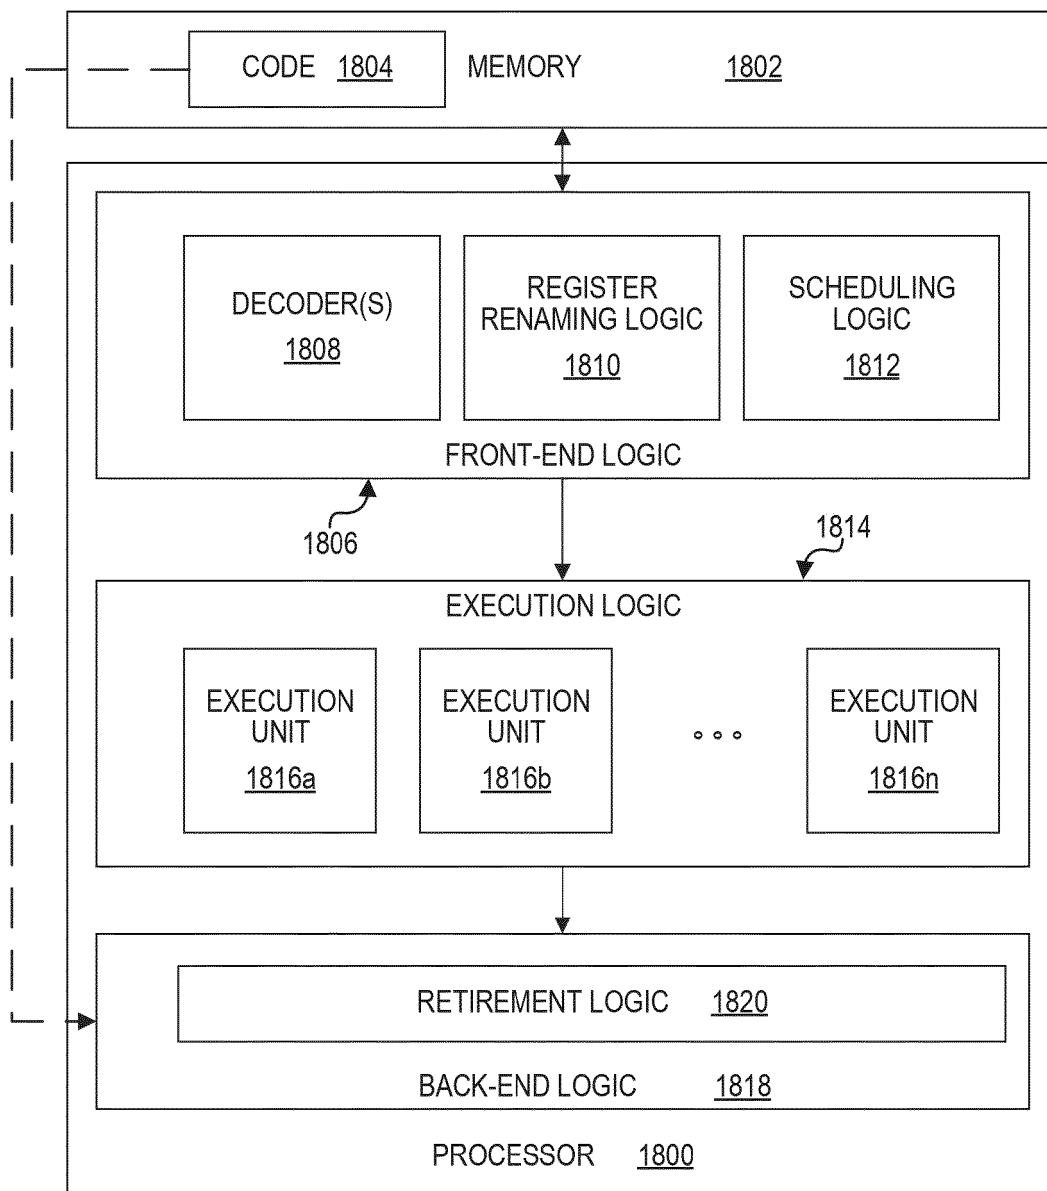 CODE 1804 MEMORY 1802
DECODER(S)
1808
REGISTER
RENAMING LOGIC
1810
SCHEDULING
LOGIC
1812
FRONT-END LOGIC
1806
1814
EXECUTION LOGIC
EXECUTION
UNIT
1816a
EXECUTION
UNIT
1816b
EXECUTION
UNIT
1816n
RETIREMENT LOGIC 1820
BACK-END LOGIC 1818
PROCESSOR 1800